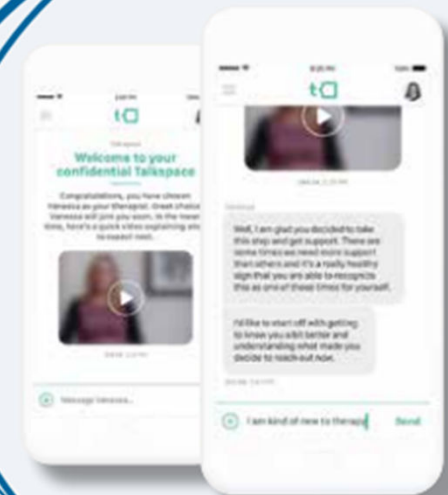 Welcome to your
confidential Talkspace
Congratulations, you have chosen
Vanessa as your therapist. Great choice
Vanessa will join you soon. In the mean
time, here's a quick video explaining
to expect next.
Message Vanessa...
t
Vanessa
Well, I am glad you decided to take
this step and get support. There are
some times we need more support
than others and it's a really healthy
sign that you are able to recognize
this as one of those times for yourself.
I'd like to start off with getting
to know you a bit better and
understanding what made you
decide to reach out now.
I am kind of new to therapy
Send